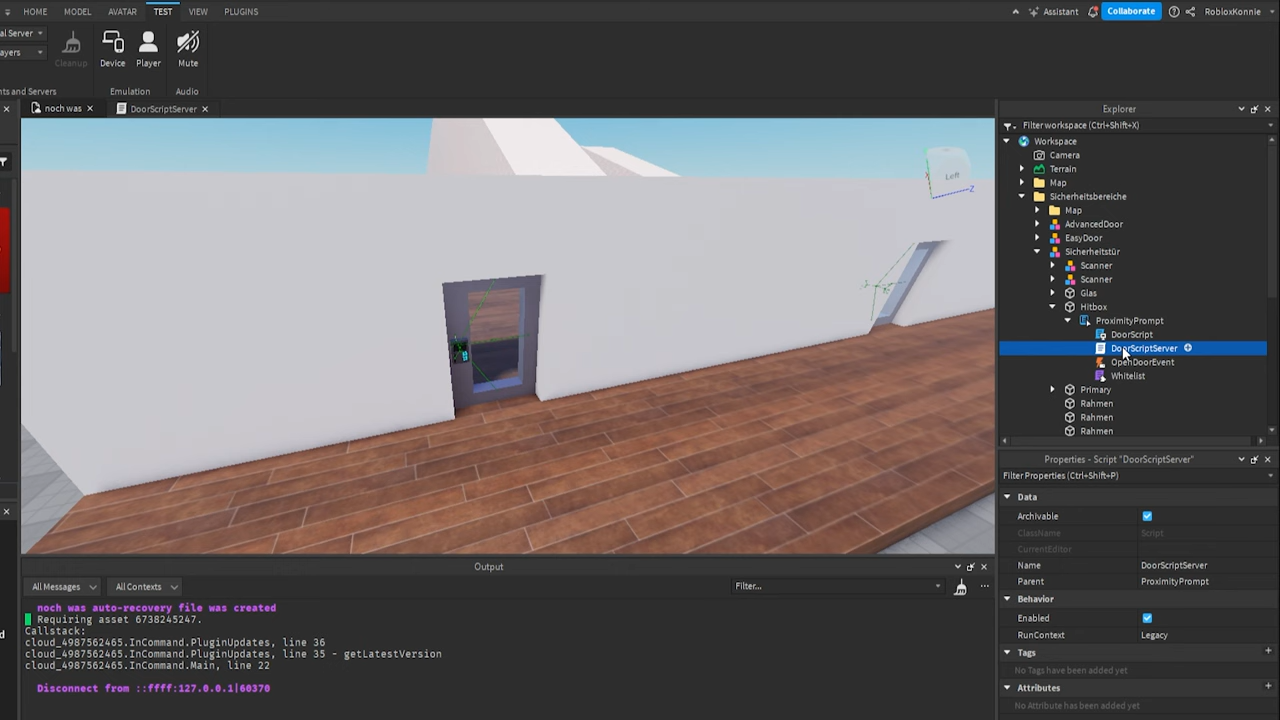 HOME MODEL AVATAR TEST VIEW PLUGINS Assistant Collaborate RobloxKonnie
al Server
ayers
Cleanup Device Player Mute
nts and Servers Emulation Audio
noch was DoorScriptServer
Left
X
Z
Explorer
Filter workspace (Ctrl+Shift+X)
Workspace
Camera
Terrain
Map
Sicherheitsbereiche
Map
AdvancedDoor
EasyDoor
Sicherheitstür
Scanner
Scanner
Glas
Hitbox
ProximityPrompt
DoorScript
DoorScriptServer
OpenDoorEvent
Whitelist
Primary
Rahmen
Rahmen
Rahmen
Properties - Script "DoorScriptServer"
Filter Properties (Ctrl+Shift+P)
Data
Archivable
ClassName Script
CurrentEditor
Name DoorScriptServer
Parent ProximityPrompt
Behavior
Enabled
RunContext Legacy
Tags
No Tags have been added yet
Attributes
No Attribute has been added yet
Output
All Messages All Contexts Filter...
noch was auto-recovery file was created
Requiring asset 6738245247.
Callstack:
cloud_4987562465.InCommand.PluginUpdates, line 36
cloud_4987562465.InCommand.PluginUpdates, line 35 - getLatestVersion
cloud_4987562465.InCommand.Main, line 22
Disconnect from ::ffff:127.0.0.1|60370